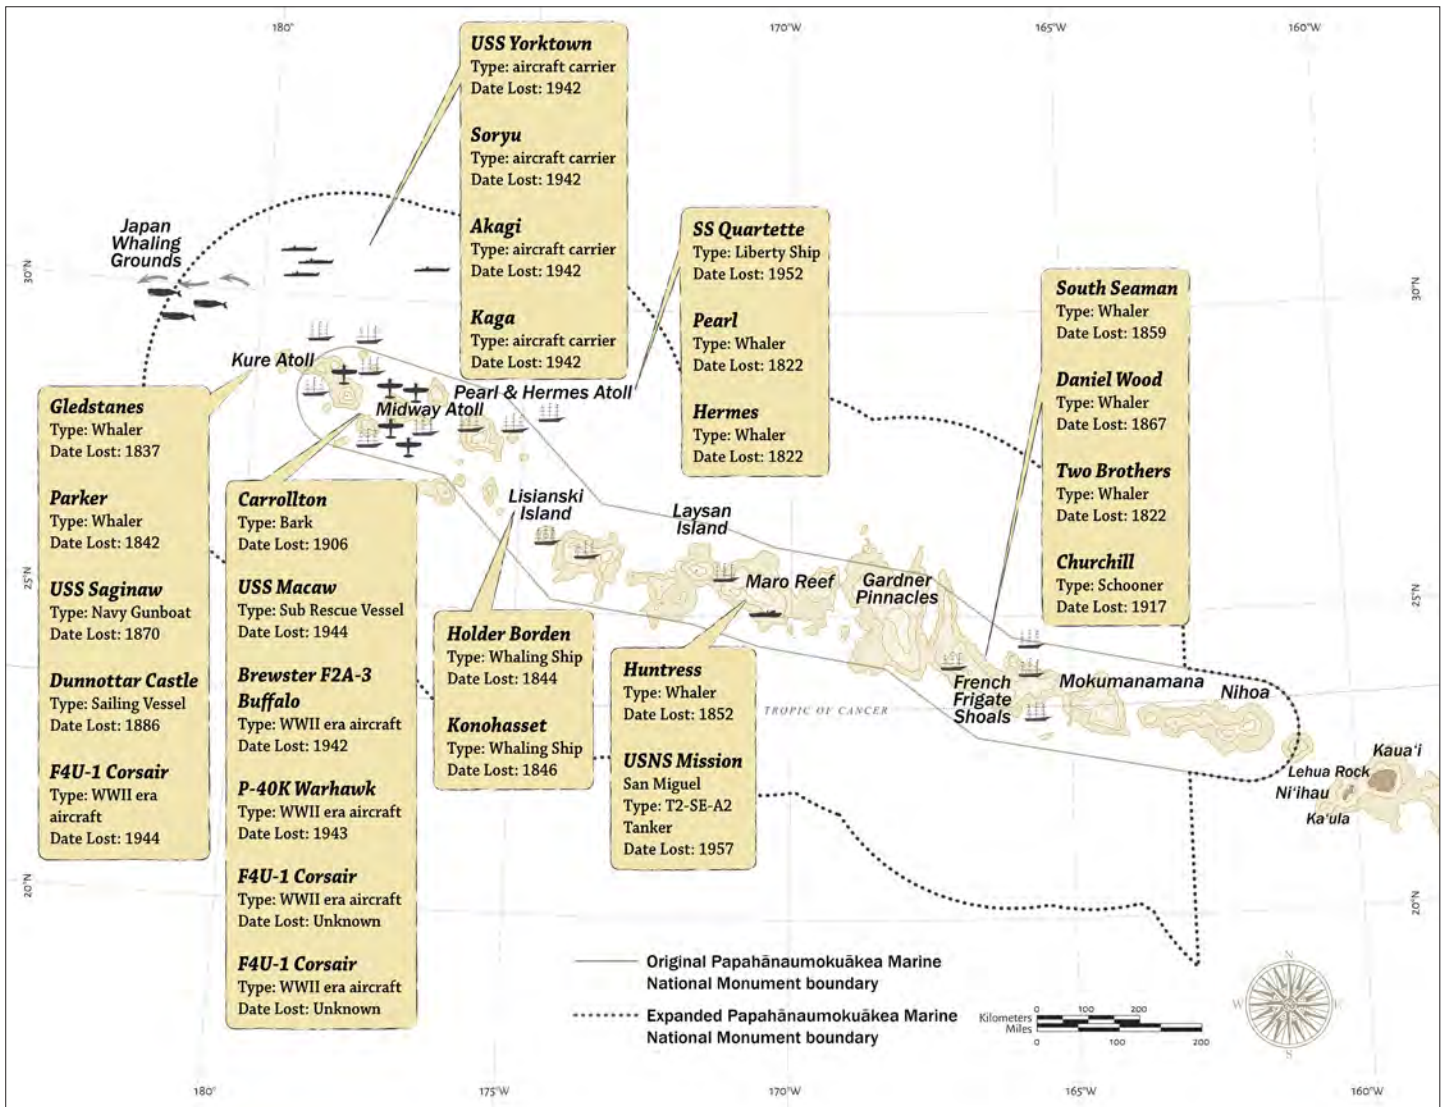 180°
170°W
165°W
160°W
USS Yorktown
Type: aircraft carrier
Date Lost: 1942
Soryu
Type: aircraft carrier
Date Lost: 1942
Akagi
Type: aircraft carrier
Date Lost: 1942
Kaga
Type: aircraft carrier
Date Lost: 1942
Japan
Whaling
Grounds
30°N
30°N
SS Quartette
Type: Liberty Ship
Date Lost: 1952
Pearl
Type: Whaler
Date Lost: 1822
Hermes
Type: Whaler
Date Lost: 1822
South Seaman
Type: Whaler
Date Lost: 1859
Daniel Wood
Type: Whaler
Date Lost: 1867
Two Brothers
Type: Whaler
Date Lost: 1822
Churchill
Type: Schooner
Date Lost: 1917
Kure Atoll
Pearl & Hermes Atoll
Midway Atoll
Gledstanes
Type: Whaler
Date Lost: 1837
Parker
Type: Whaler
Date Lost: 1842
USS Saginaw
Type: Navy Gunboat
Date Lost: 1870
Dunnottar Castle
Type: Sailing Vessel
Date Lost: 1886
F4U-1 Corsair
Type: WWII era
aircraft
Date Lost: 1944
Carrollton
Type: Bark
Date Lost: 1906
USS Macaw
Type: Sub Rescue Vessel
Date Lost: 1944
Brewster F2A-3
Buffalo
Type: WWII era aircraft
Date Lost: 1942
P-40K Warhawk
Type: WWII era aircraft
Date Lost: 1943
F4U-1 Corsair
Type: WWII era aircraft
Date Lost: Unknown
F4U-1 Corsair
Type: WWII era aircraft
Date Lost: Unknown
Lisianski
Island
Laysan
Island
Maro Reef
Gardner
Pinnacles
25°N
25°N
Holder Borden
Type: Whaling Ship
Date Lost: 1844
Konohasset
Type: Whaling Ship
Date Lost: 1846
Huntress
Type: Whaler
Date Lost: 1852
USNS Mission
San Miguel
Type: T2-SE-A2
Tanker
Date Lost: 1957
TROPIC OF CANCER
French
Frigate
Shoals
Mokumanamana
Nihoa
Kauaʻi
Lehua Rock
Niʻihau
Kaʻula
20°N
20°N
Original Papahānaumokuākea Marine
National Monument boundary
Expanded Papahānaumokuākea Marine
National Monument boundary
0 100 200
Kilometers
Miles
0 100 200
N
W E
S
180°
175°W
170°W
165°W
160°W